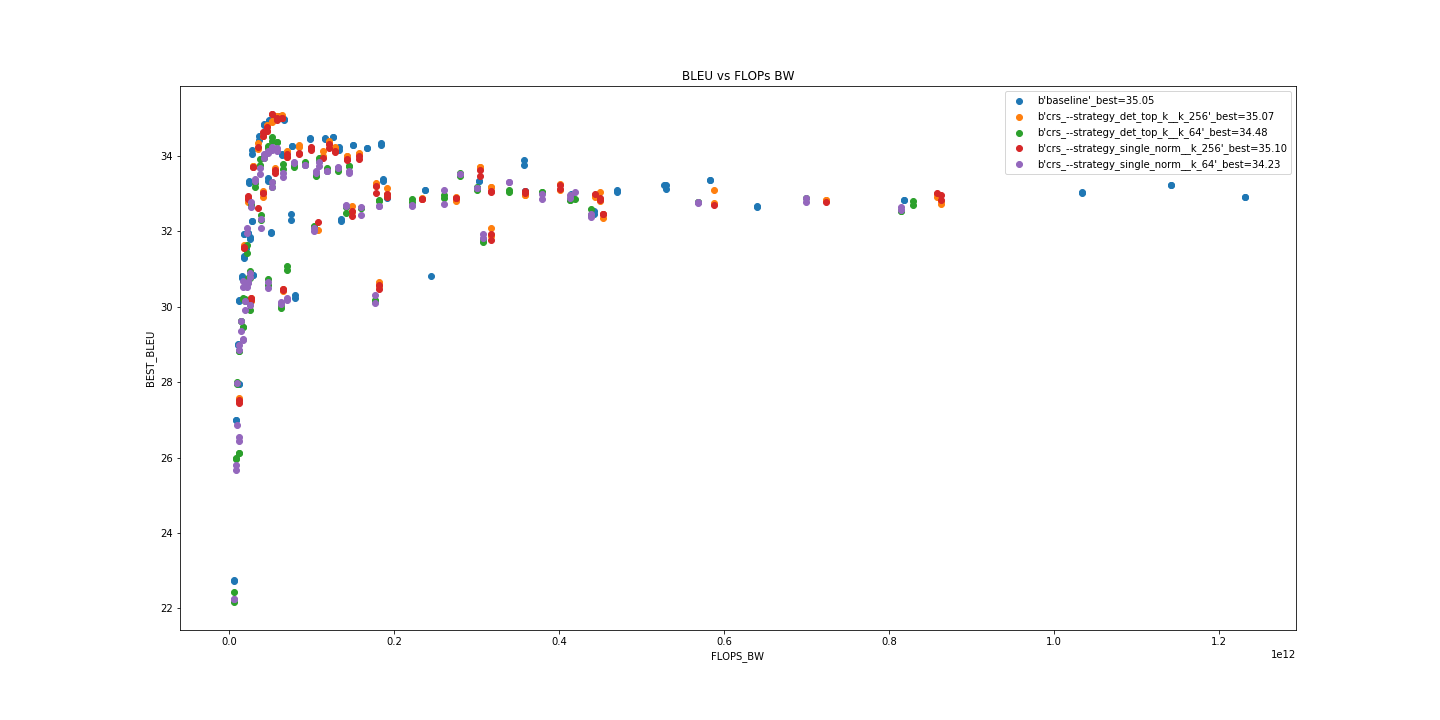 BLEU vs FLOPs BW
b'baseline'_best=35.05
b'crs_--strategy_det_top_k__k_256'_best=35.07
b'crs_--strategy_det_top_k__k_64'_best=34.48
b'crs_--strategy_single_norm__k_256'_best=35.10
b'crs_--strategy_single_norm__k_64'_best=34.23
34
32
30
28
26
24
22
BEST_BLEU
0.0
0.2
0.4
0.6
0.8
1.0
1.2
FLOPS_BW
1e12